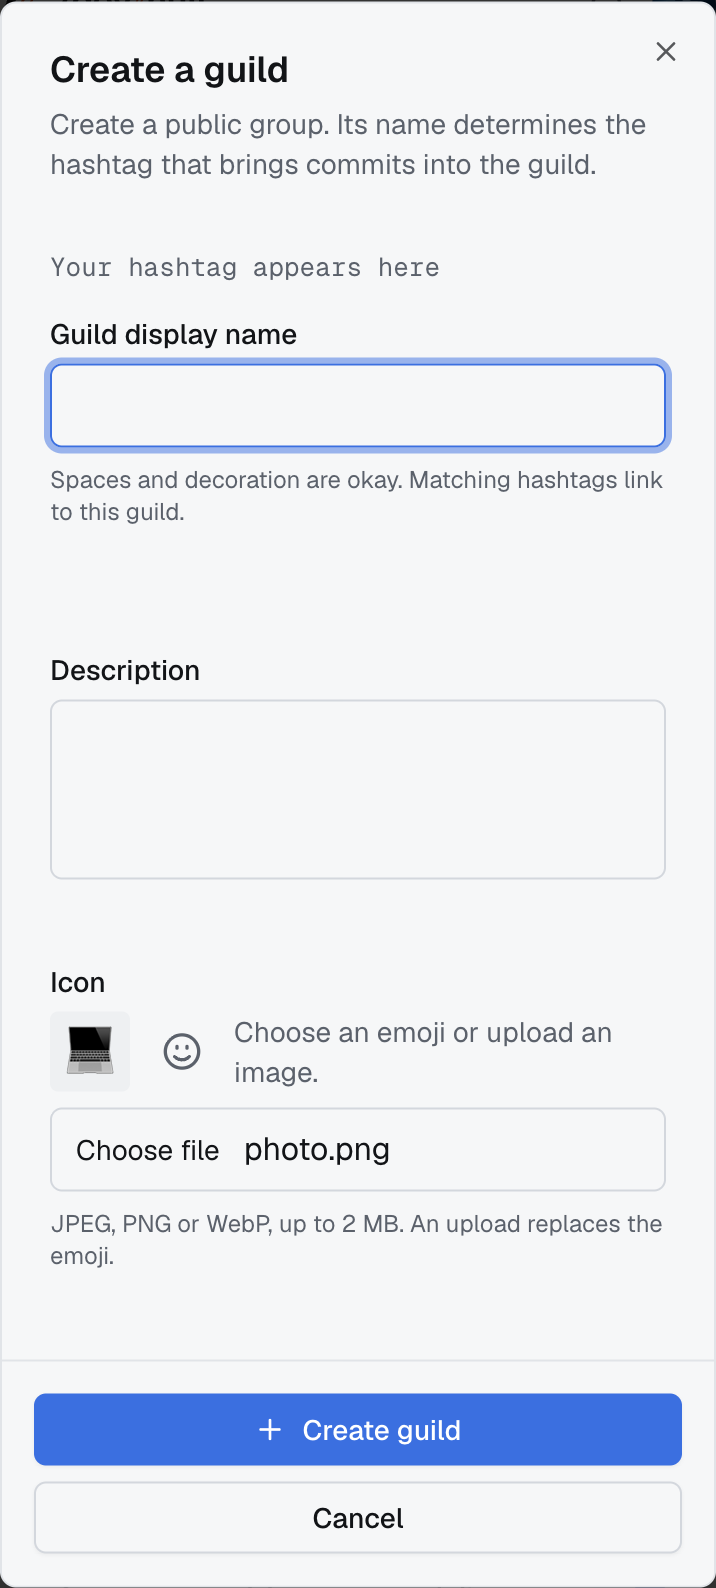 Create a guild
Create a public group. Its name determines the
hashtag that brings commits into the guild.
Your hashtag appears here
Guild display name
Spaces and decoration are okay. Matching hashtags link
to this guild.
Description
Icon
Choose an emoji or upload an
image.
Choose file photo.png
JPEG, PNG or WebP, up to 2 MB. An upload replaces the
emoji.
Create guild
Cancel